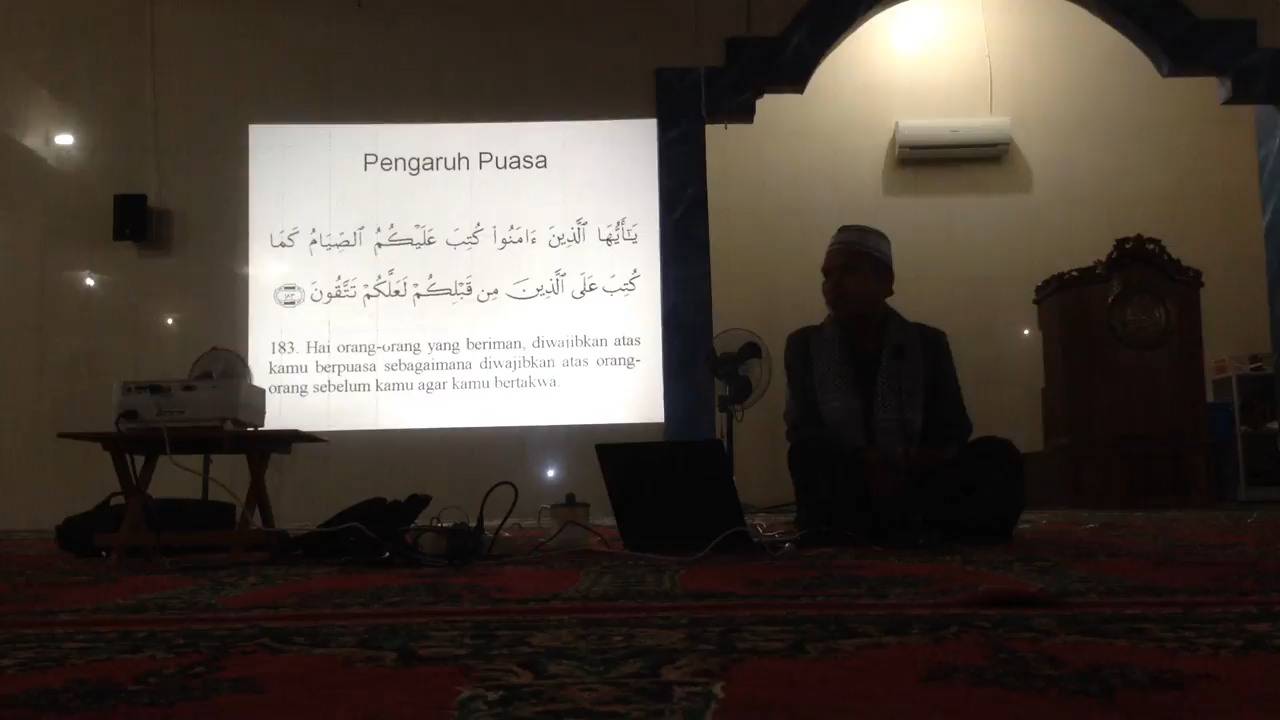 Pengaruh Puasa
يَـٰٓأَيُّهَا ٱلَّذِينَ ءَامَنُوا۟ كُتِبَ عَلَيْكُمُ ٱلصِّيَامُ كَمَا
كُتِبَ عَلَى ٱلَّذِينَ مِن قَبْلِكُمْ لَعَلَّكُمْ تَتَّقُونَ ١٨٣
183. Hai orang-orang yang beriman, diwajibkan atas
kamu berpuasa sebagaimana diwajibkan atas orang-
orang sebelum kamu agar kamu bertakwa.